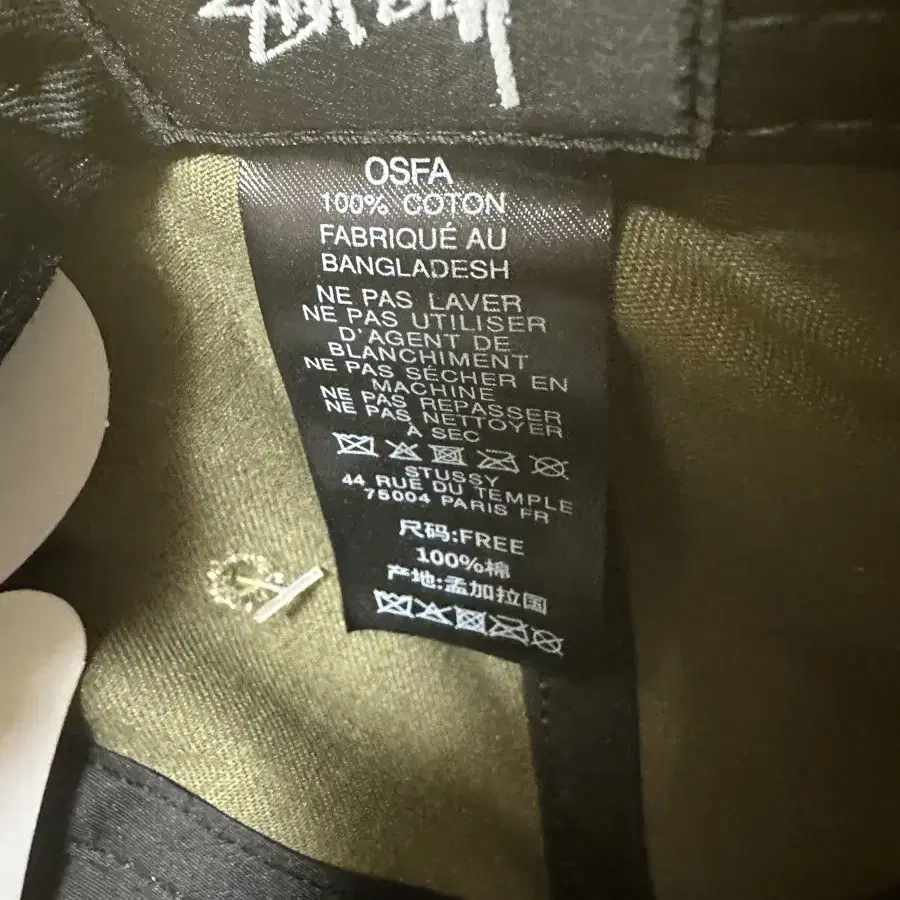 STUSSY
OSFA
100% COTON
FABRIQUÉ AU
BANGLADESH
NE PAS LAVER
NE PAS UTILISER
D'AGENT DE
BLANCHIMENT
NE PAS SÉCHER EN
MACHINE
NE PAS REPASSER
NE PAS NETTOYER
À SEC
STUSSY
44 RUE DU TEMPLE
75004 PARIS FR
尺码:FREE
100%棉
产地:孟加拉国